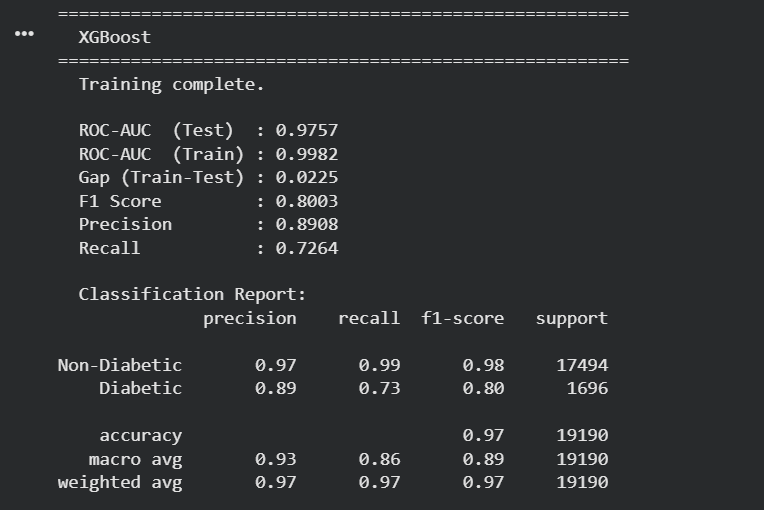 =======================================================
XGBoost
=======================================================
Training complete.
ROC-AUC  (Test)  : 0.9757
ROC-AUC  (Train) : 0.9982
Gap (Train-Test) : 0.0225
F1 Score         : 0.8003
Precision        : 0.8908
Recall           : 0.7264
Classification Report:
              precision    recall  f1-score   support
Non-Diabetic       0.97      0.99      0.98     17494
    Diabetic       0.89      0.73      0.80      1696
    accuracy                           0.97     19190
   macro avg       0.93      0.86      0.89     19190
weighted avg       0.97      0.97      0.97     19190